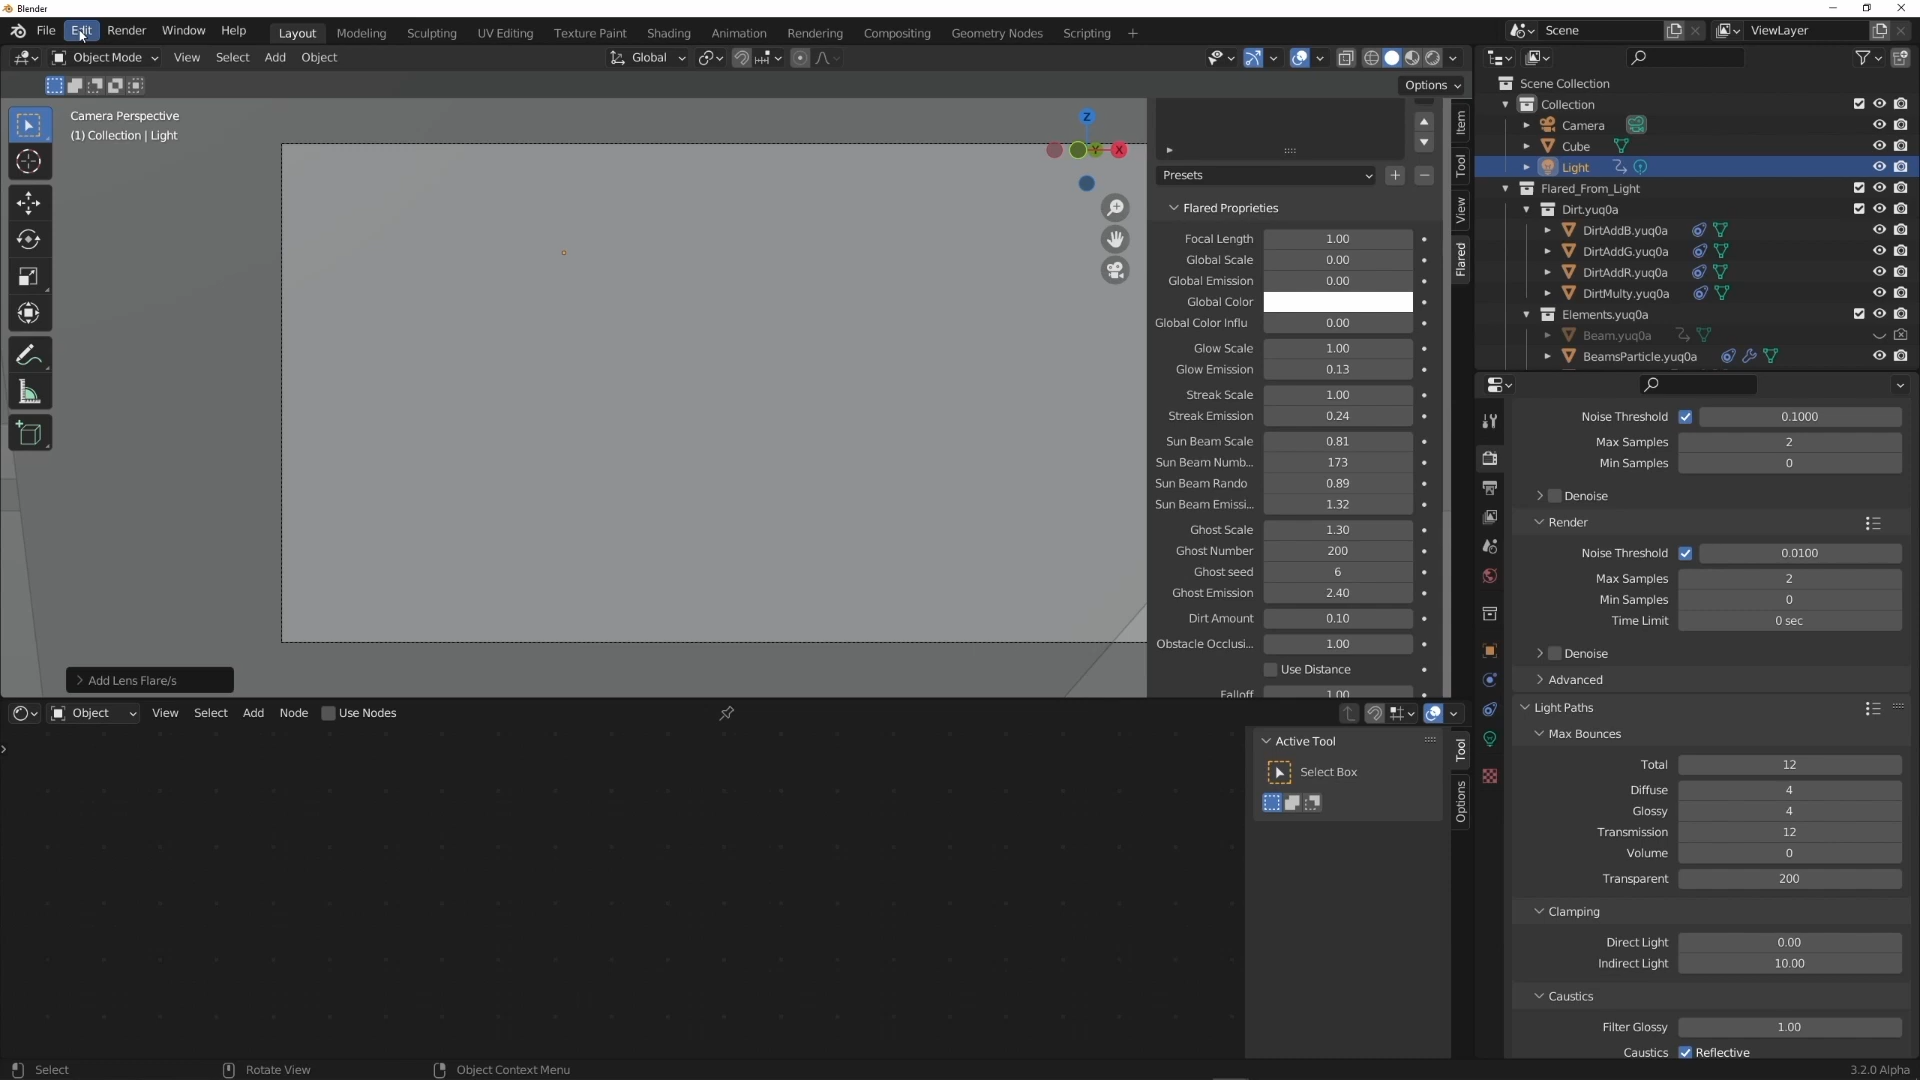 Blender
File Edit Render Window Help Layout Modeling Sculpting UV Editing Texture Paint Shading Animation Rendering Compositing Geometry Nodes Scripting + Scene ViewLayer
Object Mode View Select Add Object Global
Options
Camera Perspective
(1) Collection | Light
Z
Y
X
Add Lens Flare/s
Presets
Flared Proprieties
Focal Length 1.00
Global Scale 0.00
Global Emission 0.00
Global Color
Global Color Influ 0.00
Glow Scale 1.00
Glow Emission 0.13
Streak Scale 1.00
Streak Emission 0.24
Sun Beam Scale 0.81
Sun Beam Numb... 173
Sun Beam Rando 0.89
Sun Beam Emissi... 1.32
Ghost Scale 1.30
Ghost Number 200
Ghost seed 6
Ghost Emission 2.40
Dirt Amount 0.10
Obstacle Occlusi... 1.00
Use Distance
Falloff 1.00
Item
Tool
View
Flared
Scene Collection
Collection
Camera
Cube
Light
Flared_From_Light
Dirt.yuq0a
DirtAddB.yuq0a
DirtAddG.yuq0a
DirtAddR.yuq0a
DirtMulty.yuq0a
Elements.yuq0a
Beam.yuq0a
BeamsParticle.yuq0a
Noise Threshold 0.1000
Max Samples 2
Min Samples 0
Denoise
Render
Noise Threshold 0.0100
Max Samples 2
Min Samples 0
Time Limit 0 sec
Denoise
Advanced
Light Paths
Max Bounces
Total 12
Diffuse 4
Glossy 4
Transmission 12
Volume 0
Transparent 200
Clamping
Direct Light 0.00
Indirect Light 10.00
Caustics
Filter Glossy 1.00
Caustics Reflective
Object View Select Add Node Use Nodes
Active Tool
Select Box
Tool
Options
Select Rotate View Object Context Menu 3.2.0 Alpha